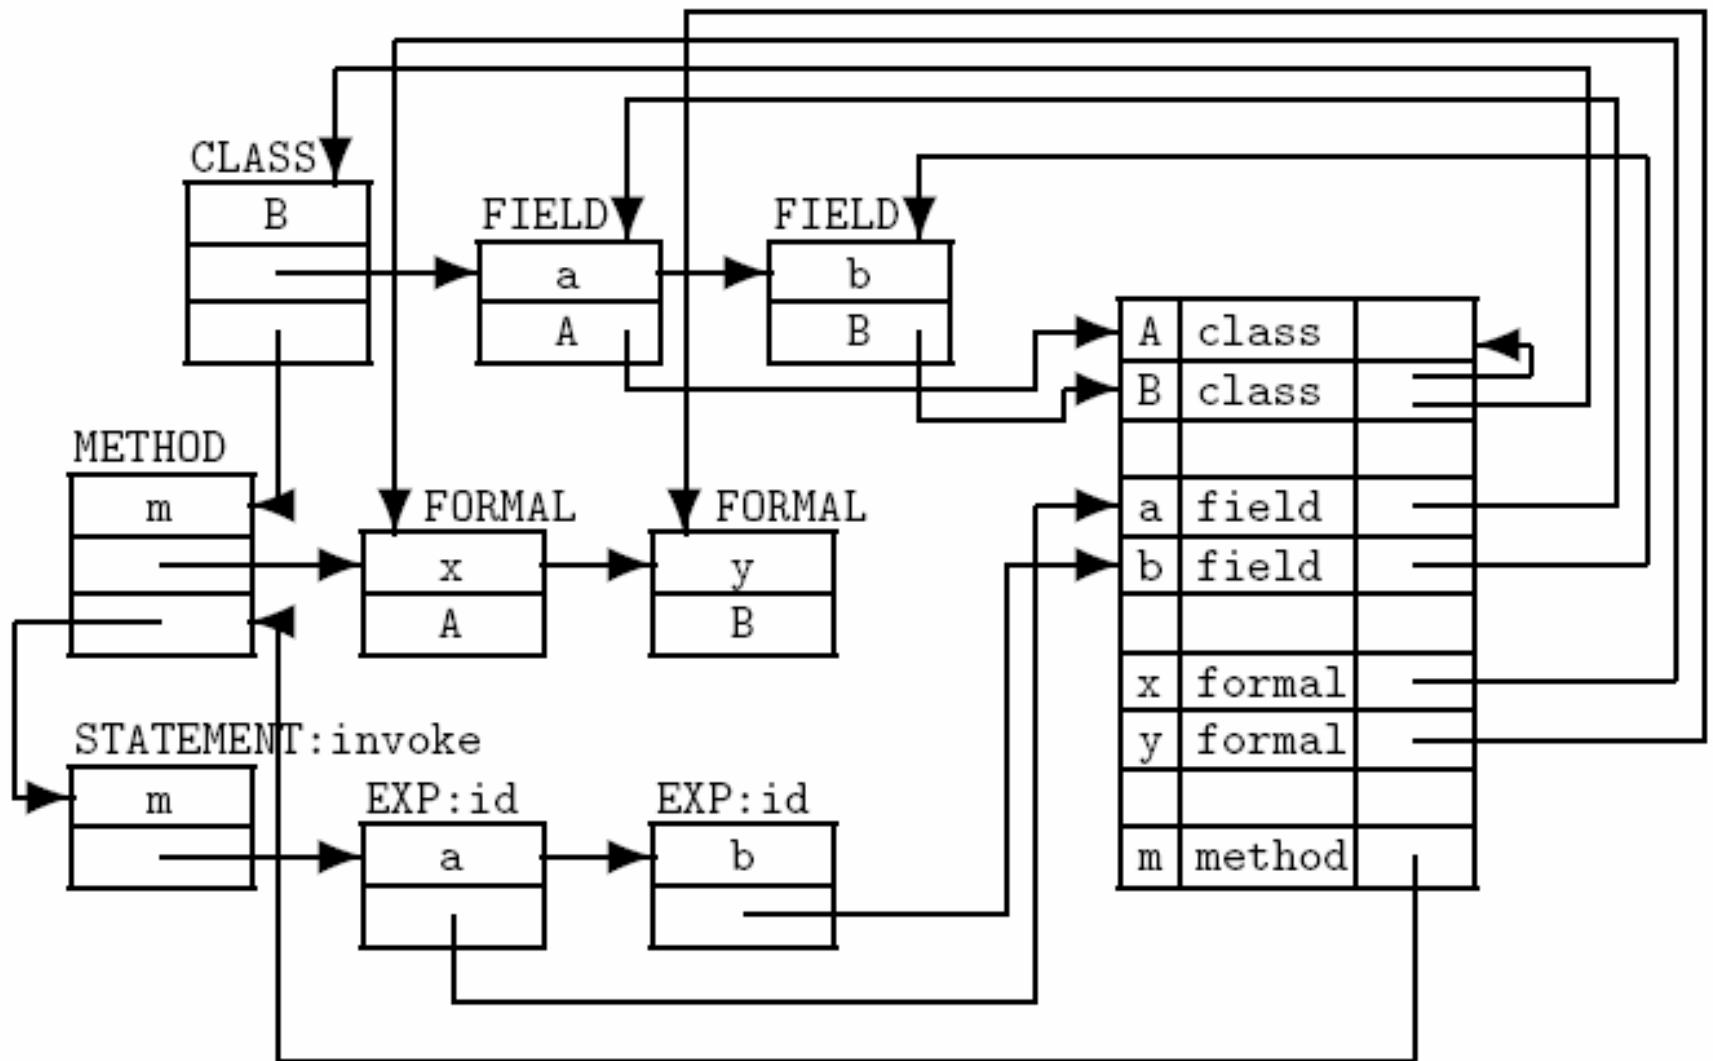 CLASS
B
FIELD
a
A
FIELD
b
B
METHOD
m
FORMAL
x
A
FORMAL
y
B
STATEMENT:invoke
m
EXP:id
a
EXP:id
b
A class
B class
a field
b field
x formal
y formal
m method